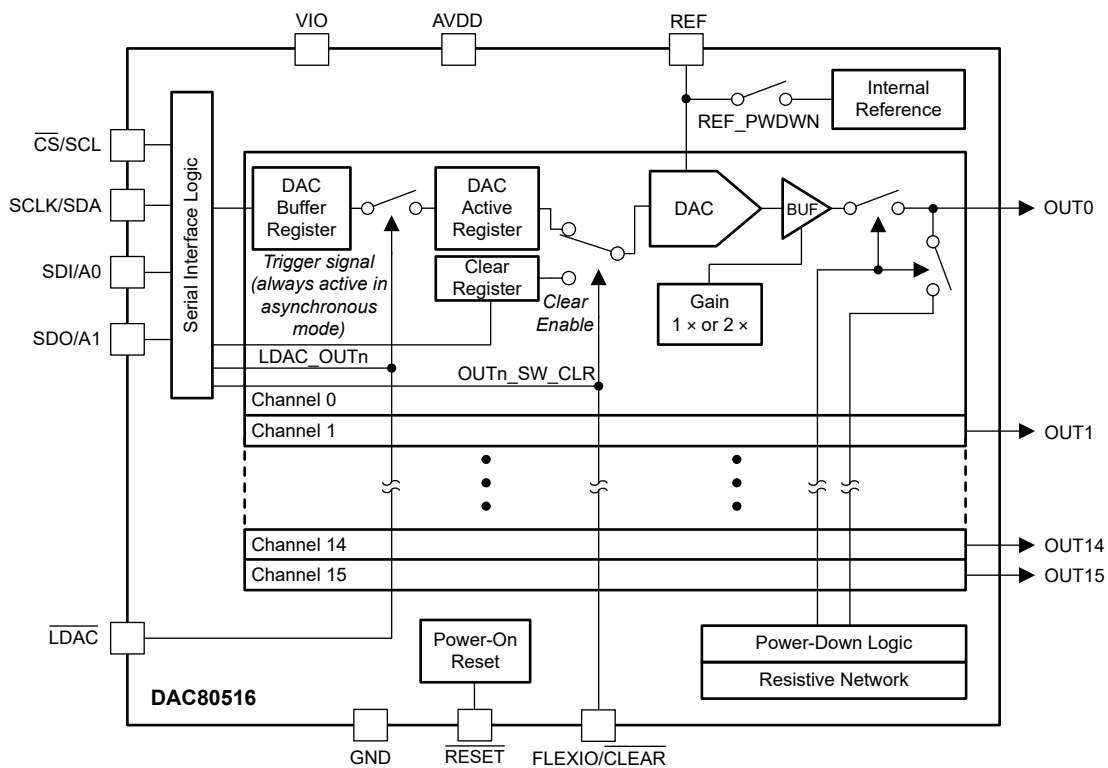 VIO
AVDD
REF
Internal
Reference
REF_PWDWN
CS/SCL
SCLK/SDA
SDI/A0
SDO/A1
Serial Interface Logic
DAC
Buffer
Register
DAC
Active
Register
DAC
BUF
OUT0
Trigger signal
(always active in
asynchronous
mode)
Clear
Register
Clear
Enable
Gain
1 × or 2 ×
LDAC_OUTn
OUTn_SW_CLR
Channel 0
Channel 1
OUT1
Channel 14
OUT14
Channel 15
OUT15
LDAC
Power-On
Reset
Power-Down Logic
Resistive Network
DAC80516
GND
RESET
FLEXIO/CLEAR